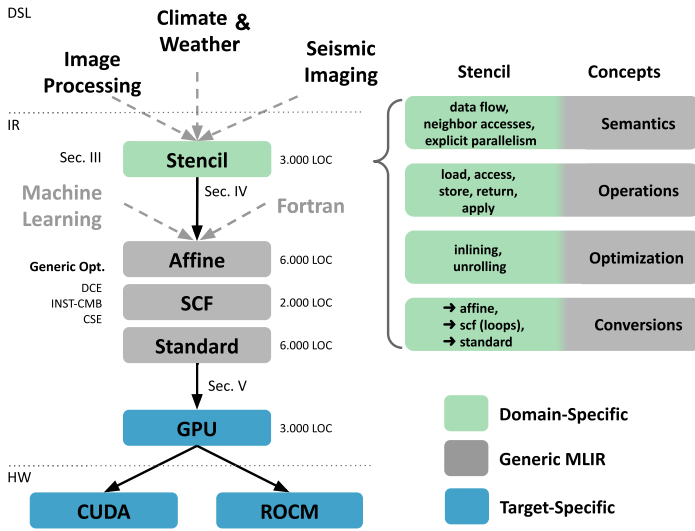 DSL
Climate &
Weather
Image
Processing
Seismic
Imaging
IR
Sec. III
Stencil
3.000 LOC
Sec. IV
Machine
Learning
Fortran
Affine
6.000 LOC
Generic Opt.
DCE
INST-CMB
CSE
SCF
2.000 LOC
Standard
6.000 LOC
Sec. V
GPU
3.000 LOC
HW
CUDA
ROCM
Stencil
Concepts
data flow,
neighbor accesses,
explicit parallelism
Semantics
load, access,
store, return,
apply
Operations
inlining,
unrolling
Optimization
➔ affine,
➔ scf (loops),
➔ standard
Conversions
Domain-Specific
Generic MLIR
Target-Specific